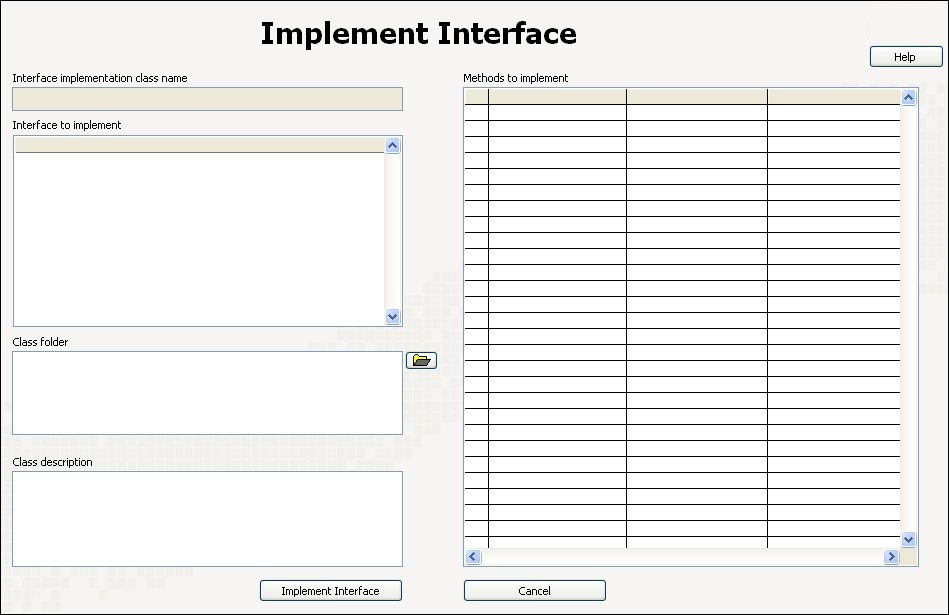 Implement Interface
Help
Interface implementation class name
Methods to implement
Interface to implement
Class folder
Class description
Implement Interface
Cancel